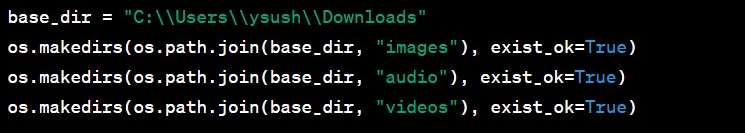 base_dir = "C:\\Users\\ysush\\Downloads"
os.makedirs(os.path.join(base_dir, "images"), exist_ok=True)
os.makedirs(os.path.join(base_dir, "audio"), exist_ok=True)
os.makedirs(os.path.join(base_dir, "videos"), exist_ok=True)